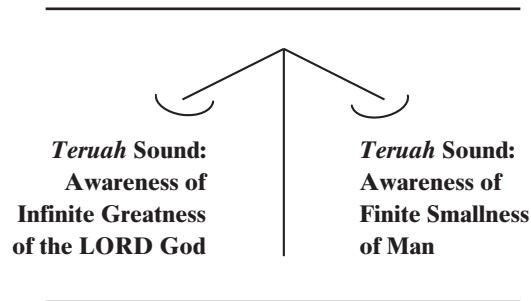 Teruah Sound:
Awareness of
Infinite Greatness
of the LORD God
Teruah Sound:
Awareness of
Finite Smallness
of Man